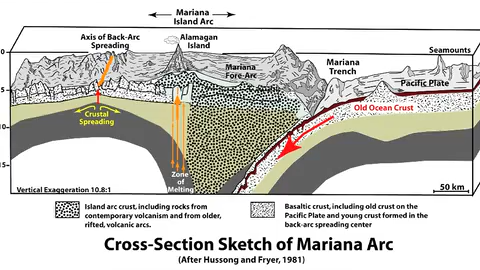 Mariana
Island Arc
Axis of Back-Arc
Spreading
Alamagan
Island
Mariana
Trench
Seamounts
0
Mariana
Fore-Arc
Pacific Plate
5
Old Ocean Crust
Crustal
Spreading
10
15
Zone
of
Melting
Vertical Exaggeration 10.8:1
50 km
Island arc crust, including rocks from
contemporary volcanism and from older,
rifted, volcanic arcs.
Basaltic crust, including old crust on the
Pacific Plate and young crust formed in the
back-arc spreading center
Cross-Section Sketch of Mariana Arc
(After Hussong and Fryer, 1981)